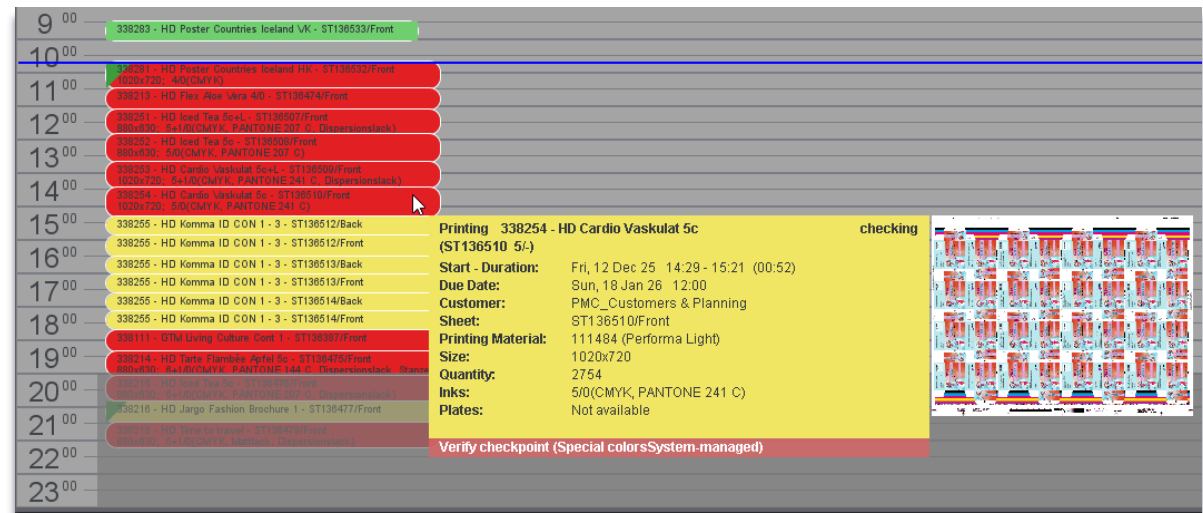 9 00
338283 - HD Poster Countries Iceland VK - ST136533/Front
10 00
338281 - HD Poster Countries Iceland HK - ST136532/Front
1020x720; 4/0(CMYK)
11 00
338213 - HD Flex Aloe Vera 4/0 - ST136474/Front
338251 - HD Iced Tea 5c+L - ST136507/Front
12 00
880x630; 5+1/0(CMYK, PANTONE 207 C, Dispersionslack)
338252 - HD Iced Tea 5c - ST136508/Front
880x630; 5/0(CMYK, PANTONE 207 C)
13 00
338253 - HD Cardio Vaskulat 5c+L - ST136509/Front
1020x720; 5+1/0(CMYK, PANTONE 241 C, Dispersionslack)
14 00
338254 - HD Cardio Vaskulat 5c - ST136510/Front
1020x720; 5/0(CMYK, PANTONE 241 C)
15 00
338255 - HD Komma ID CON 1 - 3 - ST136512/Back
338255 - HD Komma ID CON 1 - 3 - ST136512/Front
16 00
338255 - HD Komma ID CON 1 - 3 - ST136513/Back
338255 - HD Komma ID CON 1 - 3 - ST136513/Front
17 00
338255 - HD Komma ID CON 1 - 3 - ST136514/Back
338255 - HD Komma ID CON 1 - 3 - ST136514/Front
18 00
338111 - GTM Living Culture Cont 1 - ST136367/Front
19 00
338214 - HD Tarte Flambèe Apfel 5c - ST136475/Front
880x630; 6+1/0(CMYK, PANTONE 144 C, Dispersionslack, Stanze
20 00
338216 - HD Jargo Fashion Brochure 1 - ST136477/Front
21 00
22 00
23 00
Printing 338254 - HD Cardio Vaskulat 5c checking
(ST136510 5/-)
Start - Duration: Fri, 12 Dec 25 14:29 - 15:21 (00:52)
Due Date: Sun, 18 Jan 26 12:00
Customer: PMC_Customers & Planning
Sheet: ST136510/Front
Printing Material: 111484 (Performa Light)
Size: 1020x720
Quantity: 2754
Inks: 5/0(CMYK, PANTONE 241 C)
Plates: Not available
Verify checkpoint (Special colorsSystem-managed)